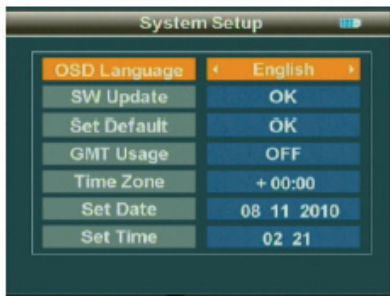 System Setup
OSD Language English
SW Update OK
Set Default OK
GMT Usage OFF
Time Zone +00:00
Set Date 08 11 2010
Set Time 02 21